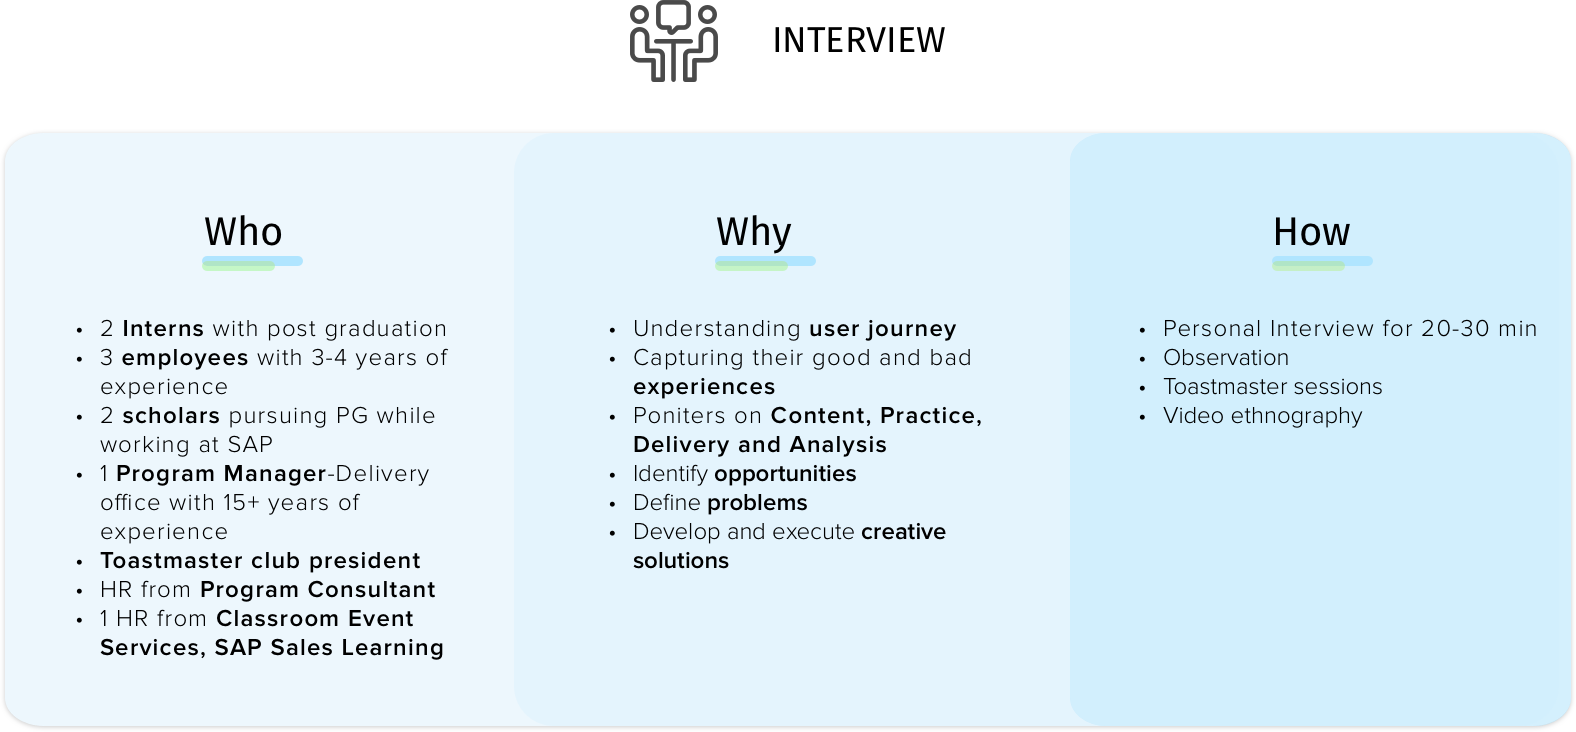 INTERVIEW
Who
• 2 Interns with post graduation
• 3 employees with 3-4 years of
experience
• 2 scholars pursuing PG while
working at SAP
• 1 Program Manager-Delivery
office with 15+ years of
experience
• Toastmaster club president
• HR from Program Consultant
• 1 HR from Classroom Event
Services, SAP Sales Learning
Why
• Understanding user journey
• Capturing their good and bad
experiences
• Poniters on Content, Practice,
Delivery and Analysis
• Identify opportunities
• Define problems
• Develop and execute creative
solutions
How
• Personal Interview for 20-30 min
• Observation
• Toastmaster sessions
• Video ethnography